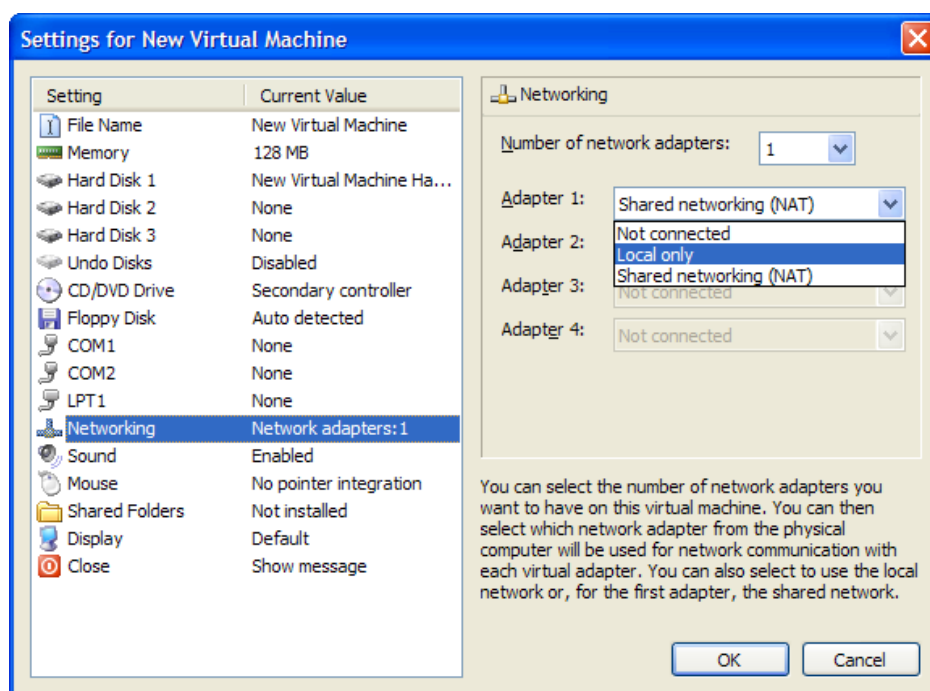 Settings for New Virtual Machine
Setting Current Value
File Name New Virtual Machine
Memory 128 MB
Hard Disk 1 New Virtual Machine Ha...
Hard Disk 2 None
Hard Disk 3 None
Undo Disks Disabled
CD/DVD Drive Secondary controller
Floppy Disk Auto detected
COM1 None
COM2 None
LPT1 None
Networking Network adapters:1
Sound Enabled
Mouse No pointer integration
Shared Folders Not installed
Display Default
Close Show message
Networking
Number of network adapters: 1
Adapter 1: Shared networking (NAT)
Not connected
Adapter 2: Local only
Shared networking (NAT)
Adapter 3: Not connected
Adapter 4: Not connected
You can select the number of network adapters you
want to have on this virtual machine. You can then
select which network adapter from the physical
computer will be used for network communication with
each virtual adapter. You can also select to use the local
network or, for the first adapter, the shared network.
OK Cancel